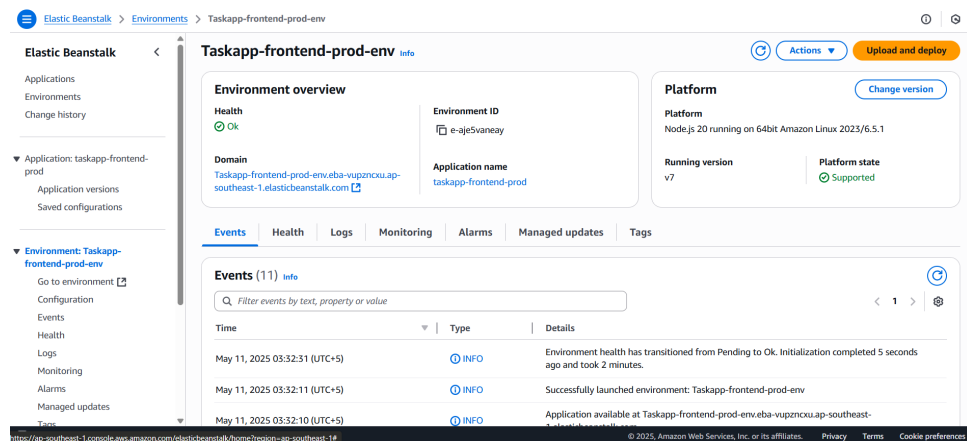 Elastic Beanstalk > Environments > Taskapp-frontend-prod-env
Elastic Beanstalk
Applications
Environments
Change history
Application: taskapp-frontend-
prod
Application versions
Saved configurations
Environment: Taskapp-
frontend-prod-env
Go to environment
Configuration
Events
Health
Logs
Monitoring
Alarms
Managed updates
Tags
Taskapp-frontend-prod-env Info
Actions
Upload and deploy
Environment overview
Health
Ok
Environment ID
e-aje5vaneay
Domain
Taskapp-frontend-prod-env.eba-vupzncxu.ap-
southeast-1.elasticbeanstalk.com
Application name
taskapp-frontend-prod
Platform
Change version
Platform
Node.js 20 running on 64bit Amazon Linux 2023/6.5.1
Running version
v7
Platform state
Supported
Events Health Logs Monitoring Alarms Managed updates Tags
Events (11) Info
Filter events by text, property or value
1
Time Type Details
May 11, 2025 03:32:31 (UTC+5) INFO Environment health has transitioned from Pending to Ok. Initialization completed 5 seconds
ago and took 2 minutes.
May 11, 2025 03:32:11 (UTC+5) INFO Successfully launched environment: Taskapp-frontend-prod-env
May 11, 2025 03:32:10 (UTC+5) INFO Application available at Taskapp-frontend-prod-env.eba-vupzncxu.ap-southeast-
1.elasticbeanstalk.com
https://ap-southeast-1.console.aws.amazon.com/elasticbeanstalk/home?region=ap-southeast-1#
© 2025, Amazon Web Services, Inc. or its affiliates. Privacy Terms Cookie preferences